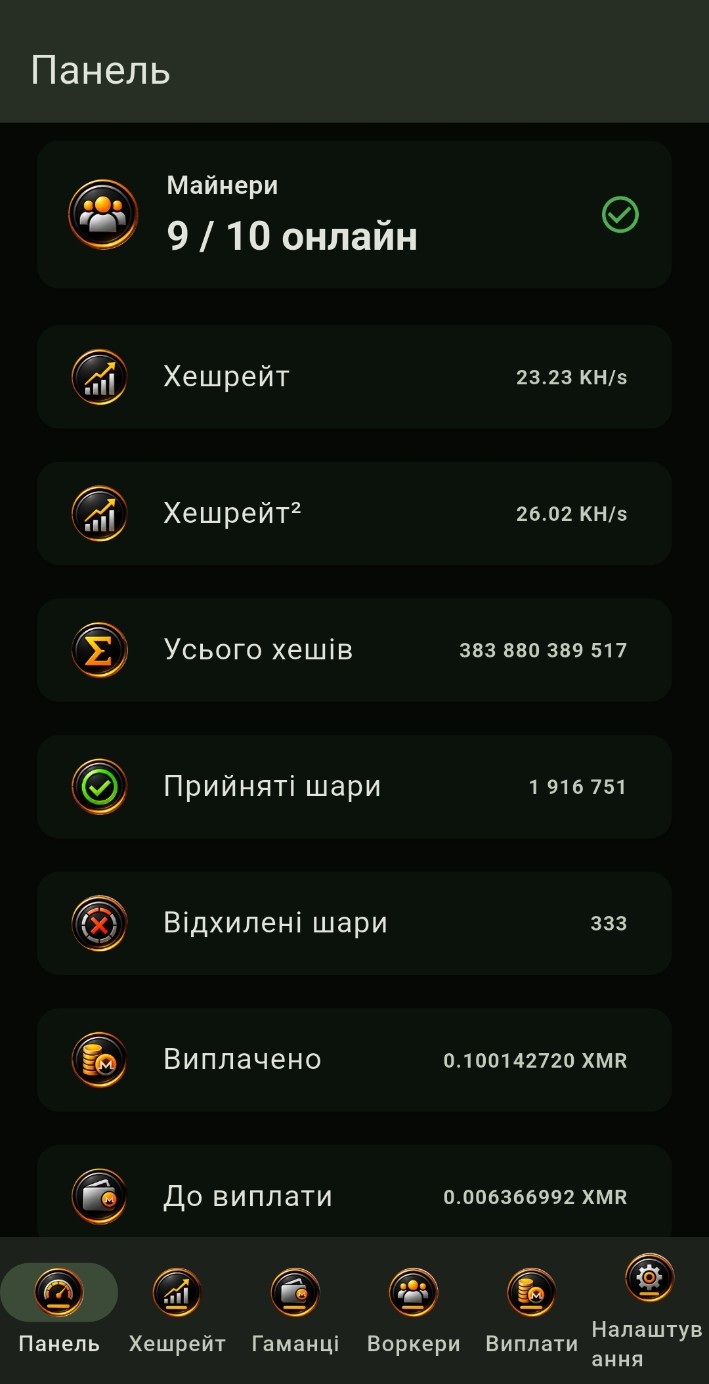 Панель
Майнери
9 / 10 онлайн
Хешрейт 23.23 KH/s
Хешрейт² 26.02 KH/s
Усього хешів 383 880 389 517
Прийняті шари 1 916 751
Відхилені шари 333
Виплачено 0.100142720 XMR
До виплати 0.006366992 XMR
Панель Хешрейт Гаманці Воркери Виплати Налаштув
ання